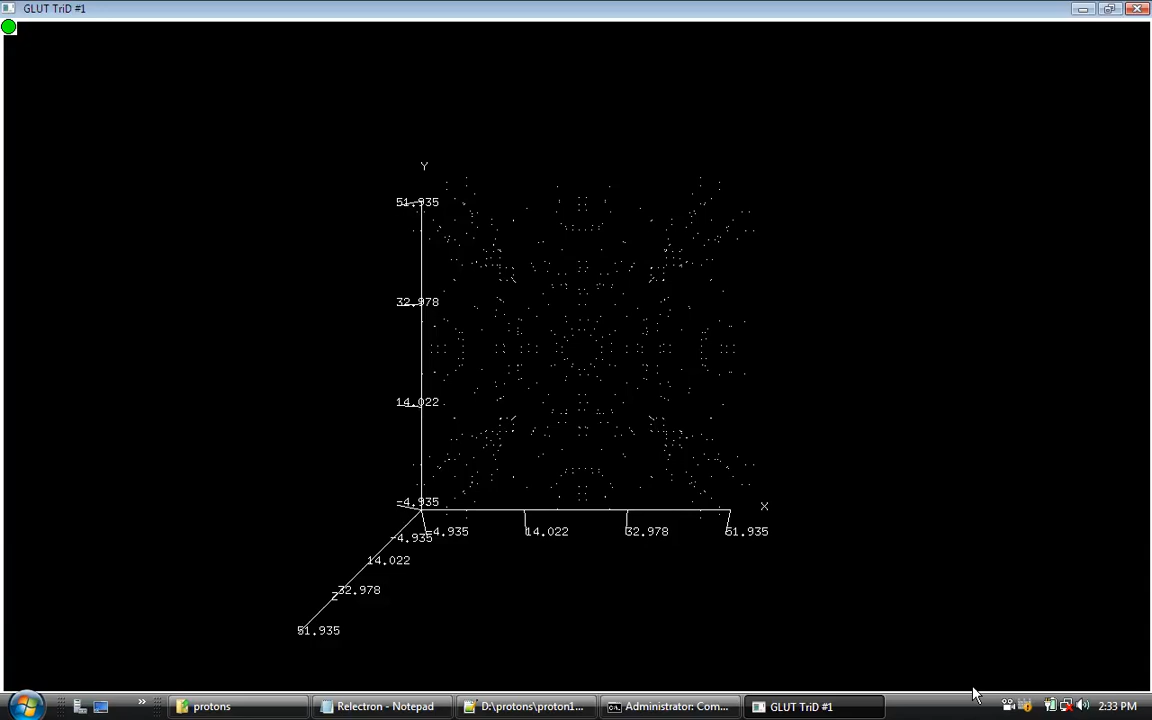 GLUT TriD #1
Y
51.935
32.978
14.022
-4.935
X
-4.935 14.022 32.978 51.935
-4.935
14.022
32.978
Z
51.935
protons
Relectron - Notepad
D:\protons\proton1...
Administrator: Com...
GLUT TriD #1
2:33 PM